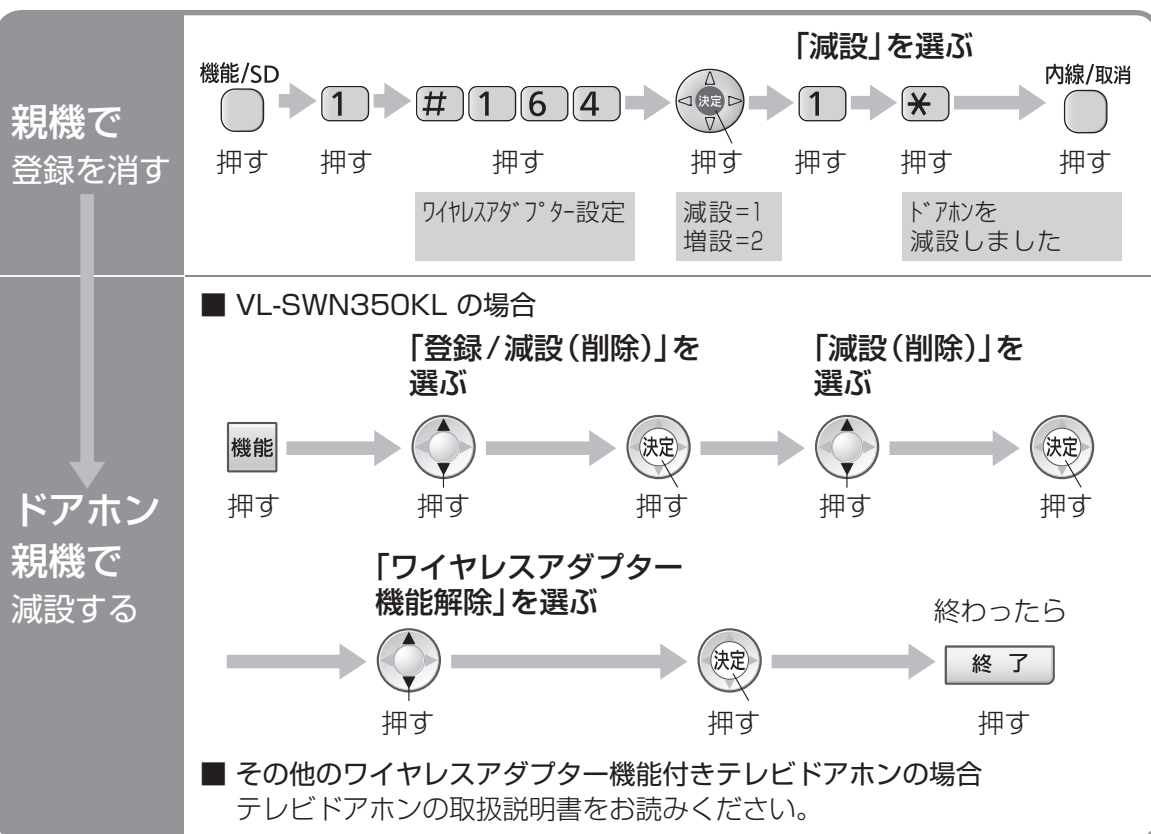 親機で
登録を消す
「減設」を選ぶ
機能/SD
内線/取消
1
# 1 6 4
決定
1
*
押す 押す 押す 押す 押す 押す 押す
ワイヤレスアダプター設定
減設=1
増設=2
ドアホンを
減設しました
ドアホン
親機で
減設する
■ VL-SWN350KL の場合
「登録/減設(削除)」を
選ぶ
「減設(削除)」を
選ぶ
機能
決定
決定
押す 押す 押す 押す 押す
「ワイヤレスアダプター
機能解除」を選ぶ
終わったら
決定
終 了
押す 押す 押す
■ その他のワイヤレスアダプター機能付きテレビドアホンの場合
テレビドアホンの取扱説明書をお読みください。